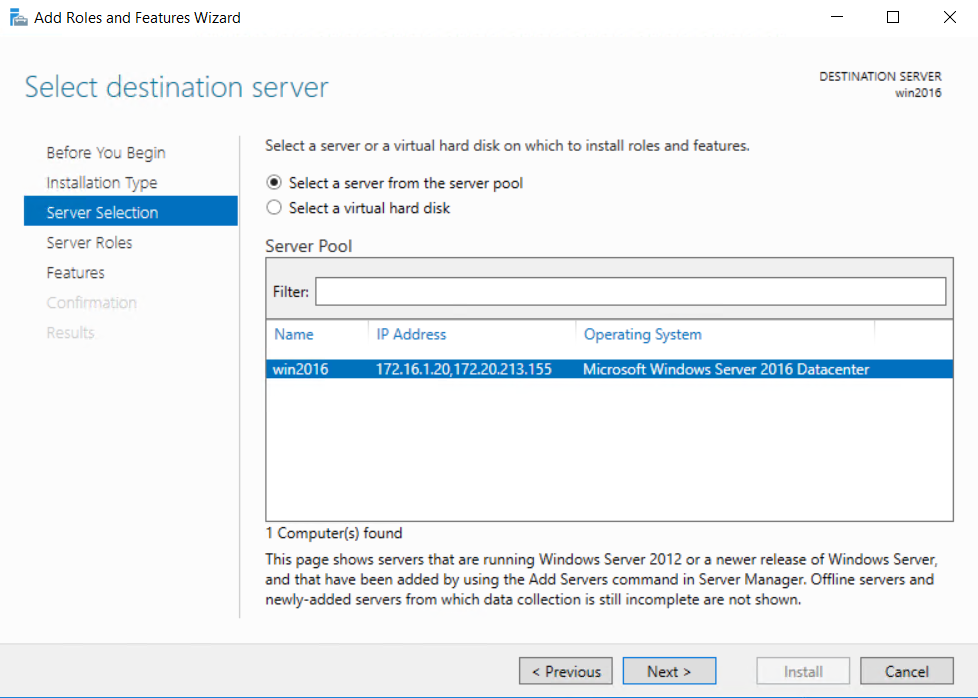 Add Roles and Features Wizard
Select destination server
DESTINATION SERVER
win2016
Before You Begin
Installation Type
Server Selection
Server Roles
Features
Confirmation
Results
Select a server or a virtual hard disk on which to install roles and features.
Select a server from the server pool
Select a virtual hard disk
Server Pool
Filter:
Name IP Address Operating System
win2016 172.16.1.20,172.20.213.155 Microsoft Windows Server 2016 Datacenter
1 Computer(s) found
This page shows servers that are running Windows Server 2012 or a newer release of Windows Server,
and that have been added by using the Add Servers command in Server Manager. Offline servers and
newly-added servers from which data collection is still incomplete are not shown.
< Previous Next > Install Cancel